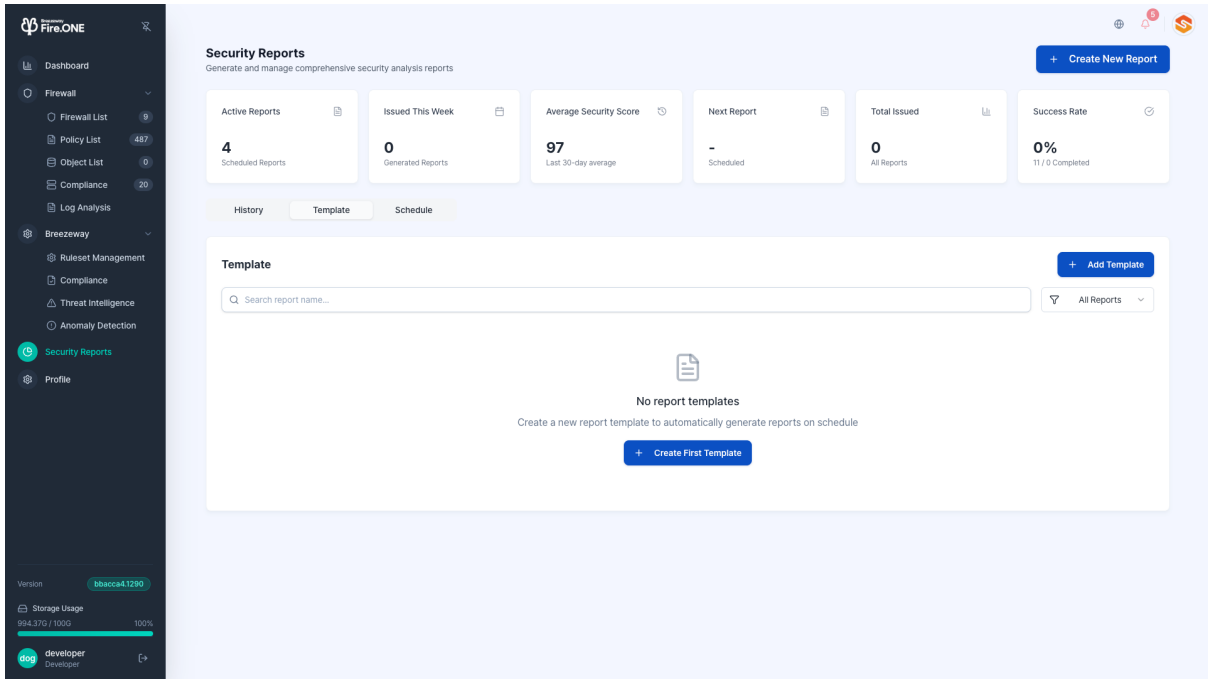 Breezeway
Fire.ONE
Dashboard
Firewall
Firewall List 9
Policy List 487
Object List 0
Compliance 20
Log Analysis
Breezeway
Ruleset Management
Compliance
Threat Intelligence
Anomaly Detection
Security Reports
Profile
Version bbacca4.1290
Storage Usage
994.37G / 100G 100%
dog
developer
Developer
5
Security Reports
Generate and manage comprehensive security analysis reports
+ Create New Report
Active Reports
4
Scheduled Reports
Issued This Week
0
Generated Reports
Average Security Score
97
Last 30-day average
Next Report
-
Scheduled
Total Issued
0
All Reports
Success Rate
0%
11 / 0 Completed
History Template Schedule
Template
+ Add Template
Search report name...
All Reports
No report templates
Create a new report template to automatically generate reports on schedule
+ Create First Template